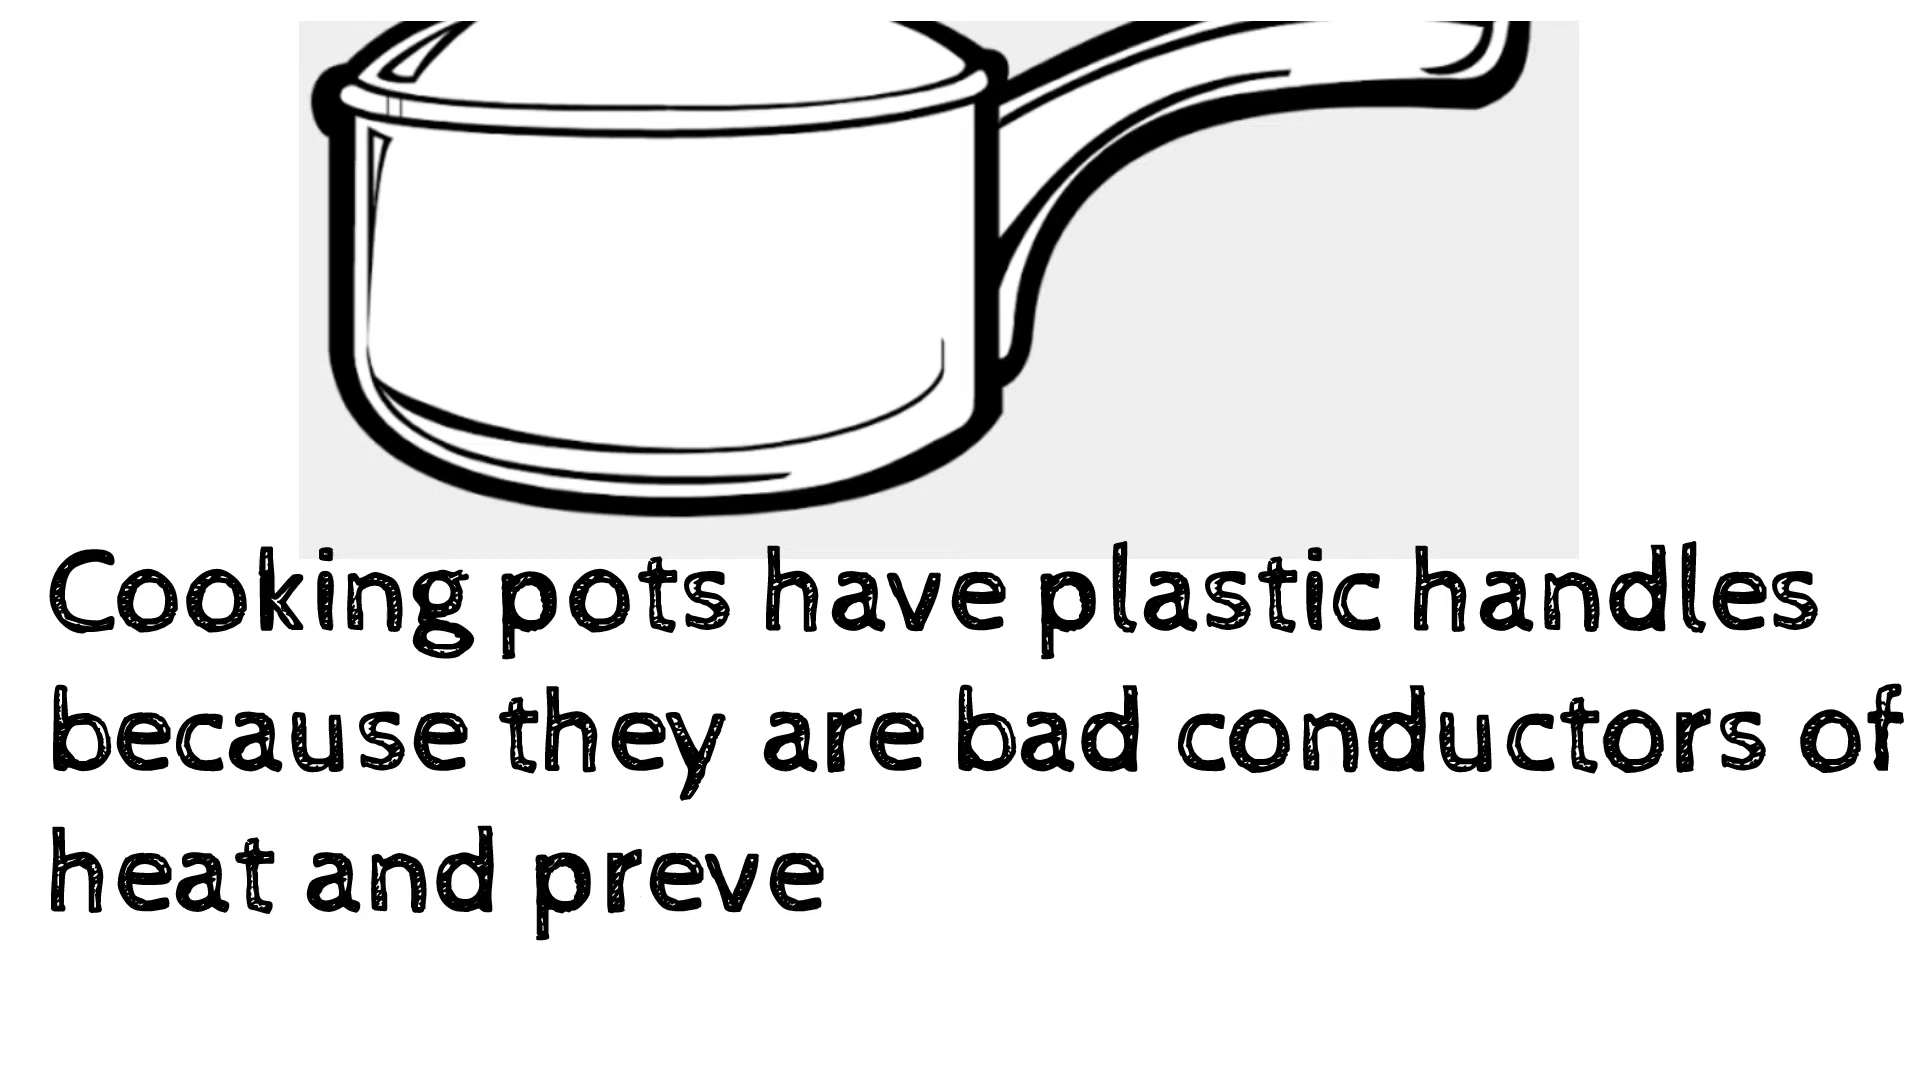 Cooking pots have plastic handles
because they are bad conductors of
heat and preve